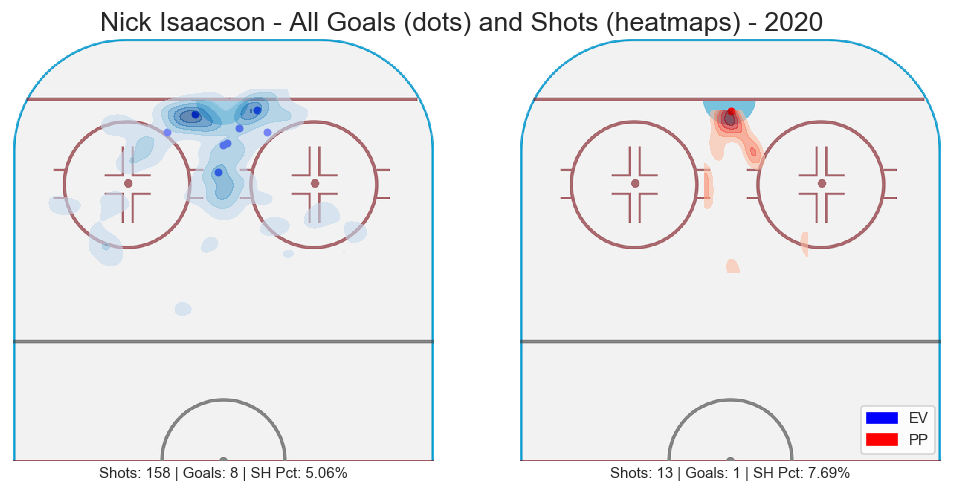 Nick Isaacson - All Goals (dots) and Shots (heatmaps) - 2020
EV
PP
Shots: 158 | Goals: 8 | SH Pct: 5.06%
Shots: 13 | Goals: 1 | SH Pct: 7.69%